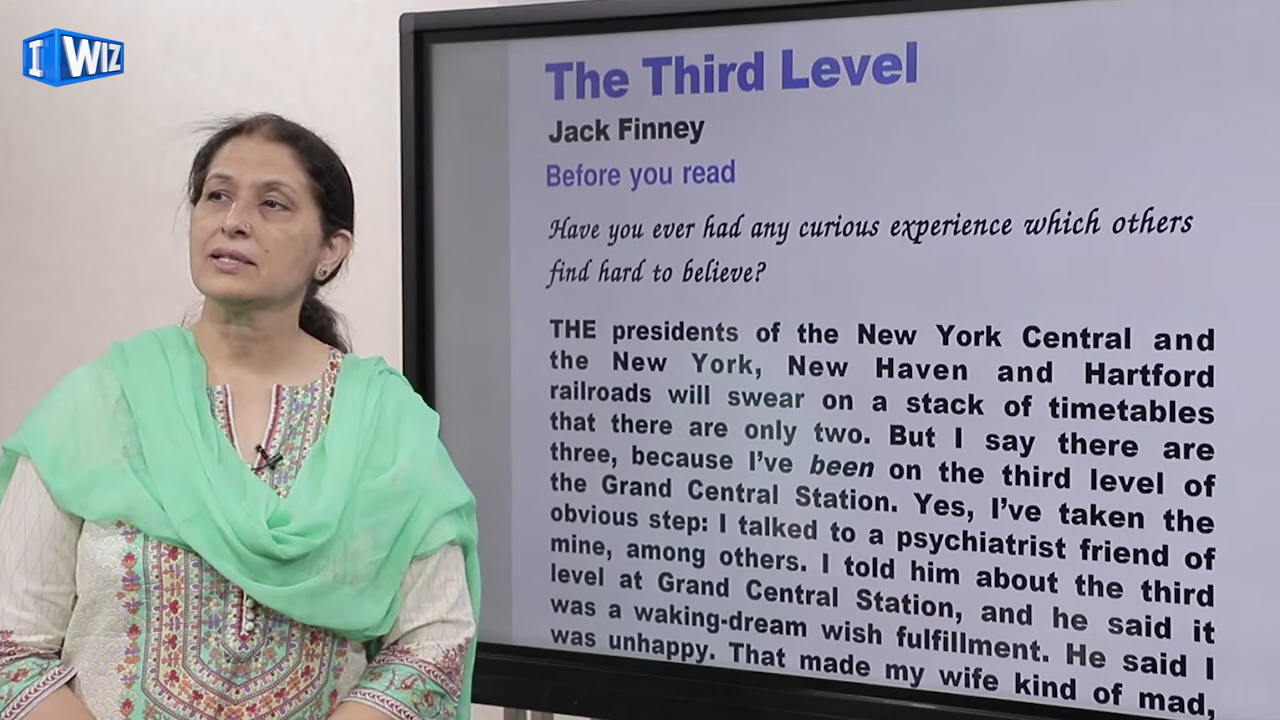 I WIZ
The Third Level
Jack Finney
Before you read
Have you ever had any curious experience which others
find hard to believe?
THE presidents of the New York Central and
the New York, New Haven and Hartford
railroads will swear on a stack of timetables
that there are only two. But I say there are
three, because I've been on the third level of
the Grand Central Station. Yes, I've taken the
obvious step: I talked to a psychiatrist friend of
mine, among others. I told him about the third
level at Grand Central Station, and he said it
was a waking-dream wish fulfillment. He said I
was unhappy. That made my wife kind of mad,